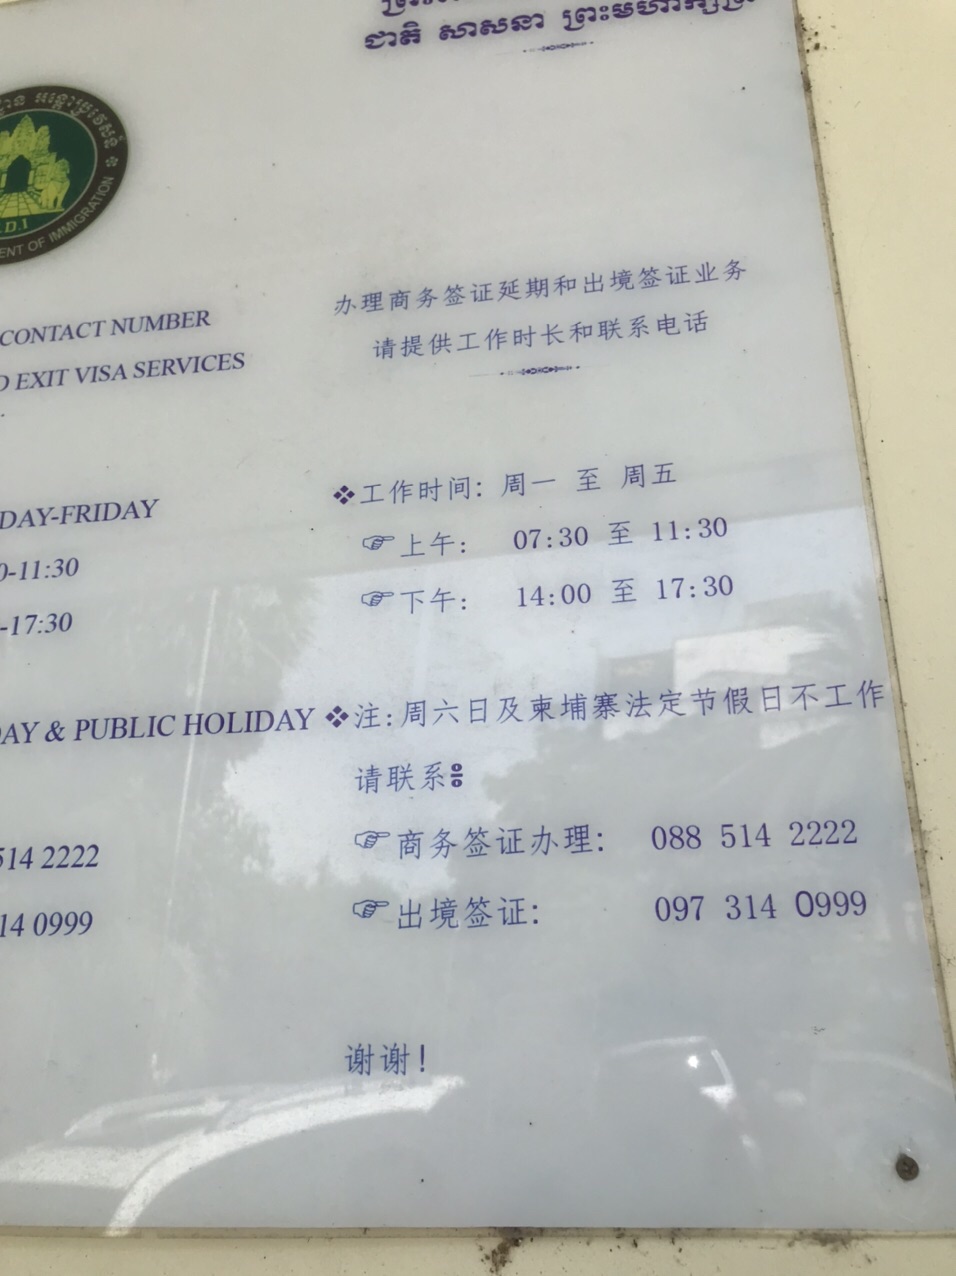 ជាតិ សាសនា ព្រះមហាក្សត្រ
DEPARTMENT OF IMMIGRATION
CONTACT NUMBER
EXIT VISA SERVICES
DAY-FRIDAY
0-11:30
-17:30
AY & PUBLIC HOLIDAY
514 2222
14 0999
办理商务签证延期和出境签证业务
请提供工作时长和联系电话
❖工作时间: 周一 至 周五
☞上午: 07:30 至 11:30
☞下午: 14:00 至 17:30
❖注:周六日及柬埔寨法定节假日不工作
请联系៖
☞商务签证办理: 088 514 2222
☞出境签证: 097 314 0999
谢谢!